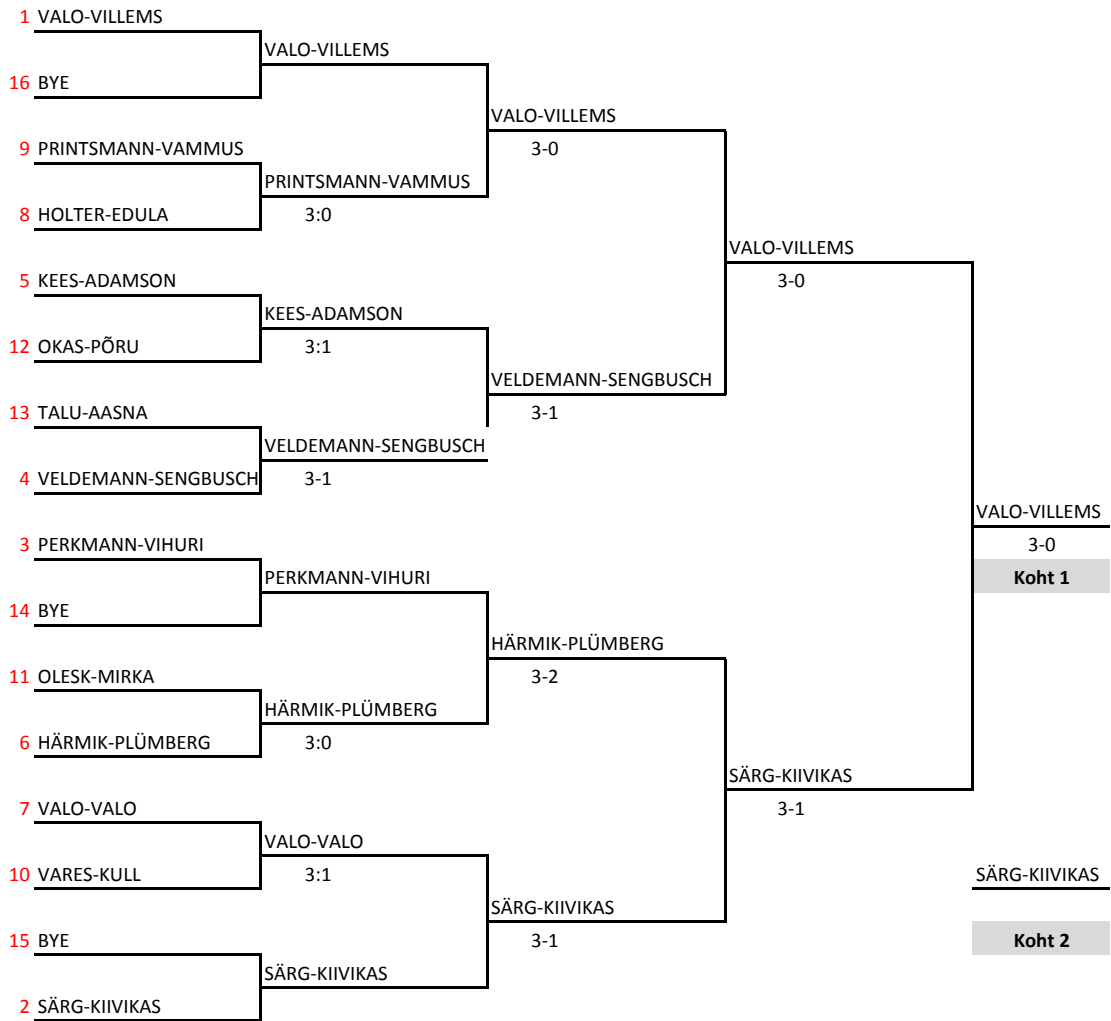 1 VALO-VILLEMS
VALO-VILLEMS
16 BYE
VALO-VILLEMS
9 PRINTSMANN-VAMMUS
3-0
PRINTSMANN-VAMMUS
8 HOLTER-EDULA
3:0
VALO-VILLEMS
5 KEES-ADAMSON
3-0
KEES-ADAMSON
12 OKAS-PÕRU
3:1
VELDEMANN-SENGBUSCH
13 TALU-AASNA
3-1
VELDEMANN-SENGBUSCH
4 VELDEMANN-SENGBUSCH
3-1
VALO-VILLEMS
3 PERKMANN-VIHURI
3-0
PERKMANN-VIHURI
Koht 1
14 BYE
HÄRMIK-PLÜMBERG
11 OLESK-MIRKA
3-2
HÄRMIK-PLÜMBERG
6 HÄRMIK-PLÜMBERG
3:0
SÄRG-KIIVIKAS
7 VALO-VALO
3-1
VALO-VALO
10 VARES-KULL
3:1
SÄRG-KIIVIKAS
SÄRG-KIIVIKAS
15 BYE
3-1
Koht 2
SÄRG-KIIVIKAS
2 SÄRG-KIIVIKAS